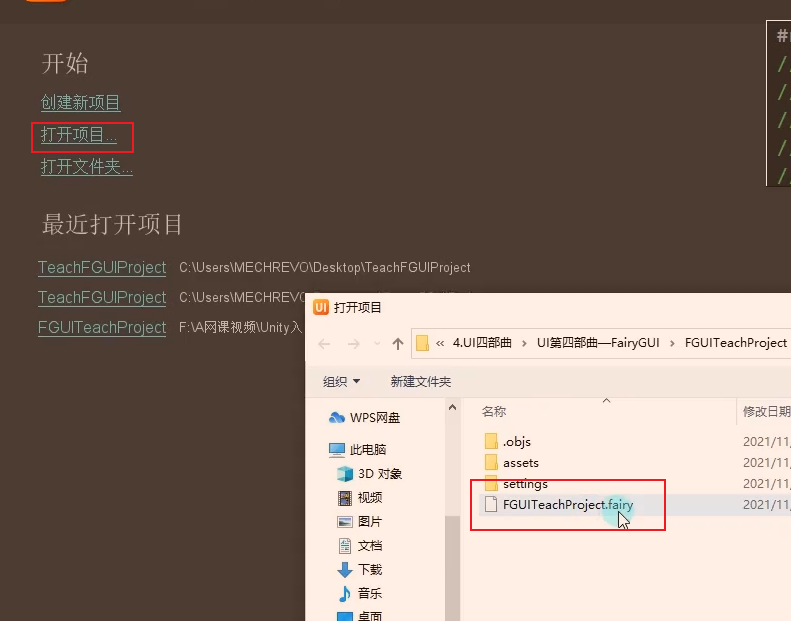 开始
创建新项目
打开项目...
打开文件夹...
最近打开项目
TeachFGUIProject C:\Users\MECHREVO\Desktop\TeachFGUIProject
TeachFGUIProject C:\Users\MECHREVO
FGUITeachProject F:\A网课视频\Unity入
#
//
//
//
//
//
UI 打开项目
« 4.UI四部曲 › UI第四部曲—FairyGUI › FGUITeachProject
组织 新建文件夹
名称 修改日期
WPS网盘
此电脑
3D 对象
视频
图片
文档
下载
音乐
桌面
.objs 2021/11/
assets 2021/11/
settings 2021/11/
FGUITeachProject.fairy 2021/11/